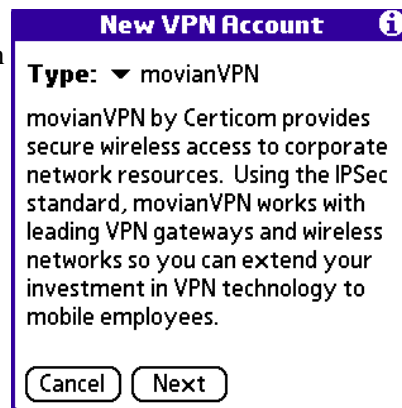 New VPN Account
Type: movianVPN
movianVPN by Certicom provides
secure wireless access to corporate
network resources. Using the IPSec
standard, movianVPN works with
leading VPN gateways and wireless
networks so you can extend your
investment in VPN technology to
mobile employees.
Cancel Next